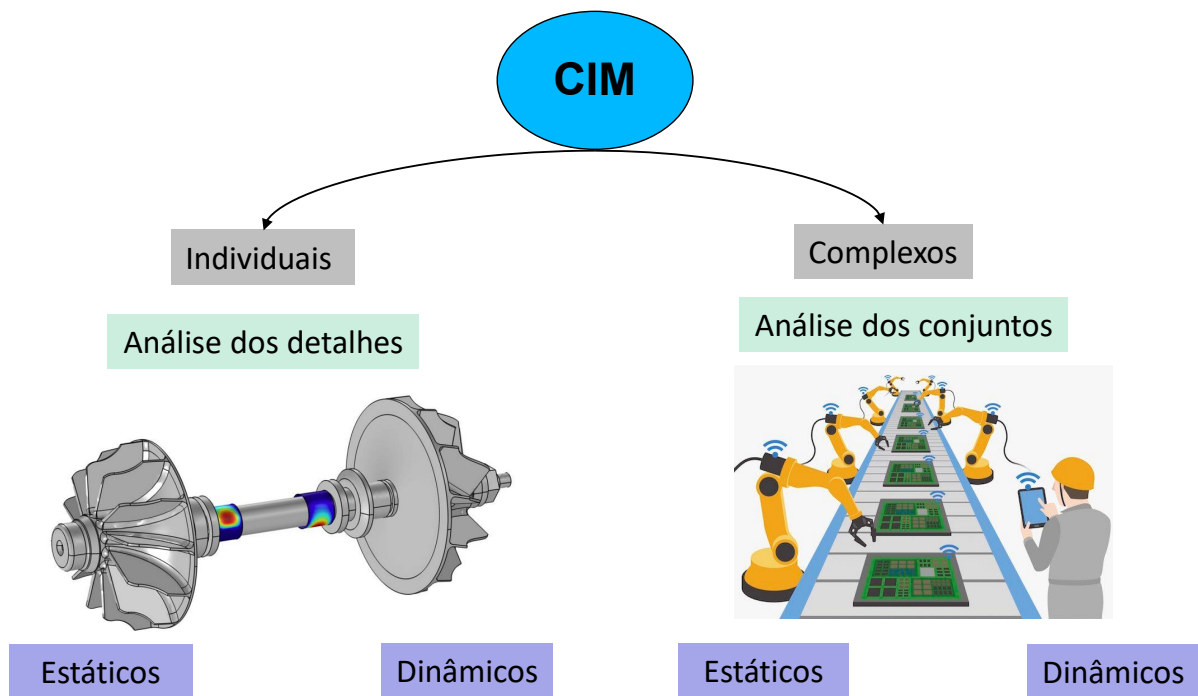 CIM
Individuais
Complexos
Análise dos detalhes
Análise dos conjuntos
Estáticos
Dinâmicos
Estáticos
Dinâmicos